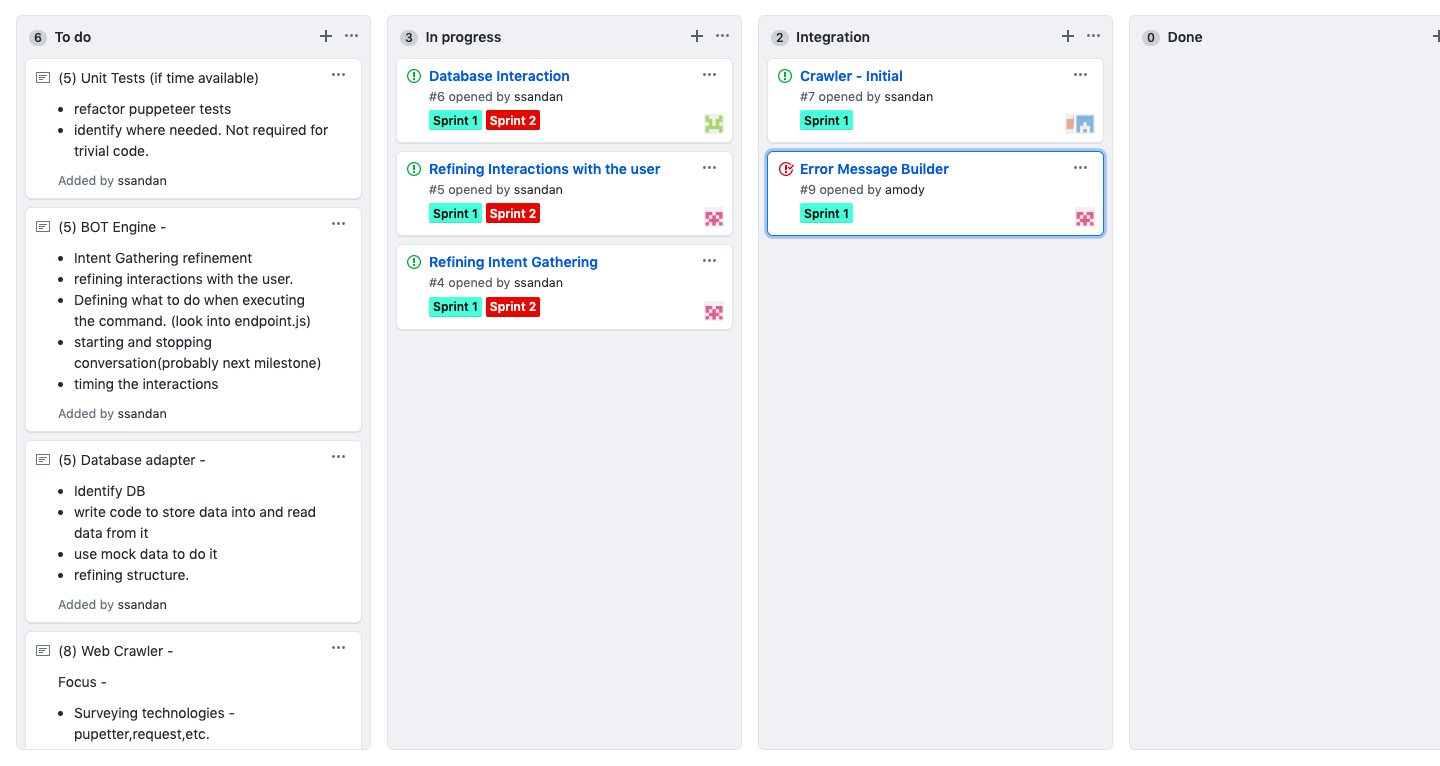 6 To do
(5) Unit Tests (if time available)
refactor puppeteer tests
identify where needed. Not required for
trivial code.
Added by ssandan
(5) BOT Engine -
Intent Gathering refinement
refining interactions with the user.
Defining what to do when executing
the command. (look into endpoint.js)
starting and stopping
conversation(probably next milestone)
timing the interactions
Added by ssandan
(5) Database adapter -
Identify DB
write code to store data into and read
data from it
use mock data to do it
refining structure.
Added by ssandan
(8) Web Crawler -
Focus -
Surveying technologies -
pupetter,request,etc.
3 In progress
Database Interaction
#6 opened by ssandan
Sprint 1 Sprint 2
Refining Interactions with the user
#5 opened by ssandan
Sprint 1 Sprint 2
Refining Intent Gathering
#4 opened by ssandan
Sprint 1 Sprint 2
2 Integration
Crawler - Initial
#7 opened by ssandan
Sprint 1
Error Message Builder
#9 opened by amody
Sprint 1
0 Done